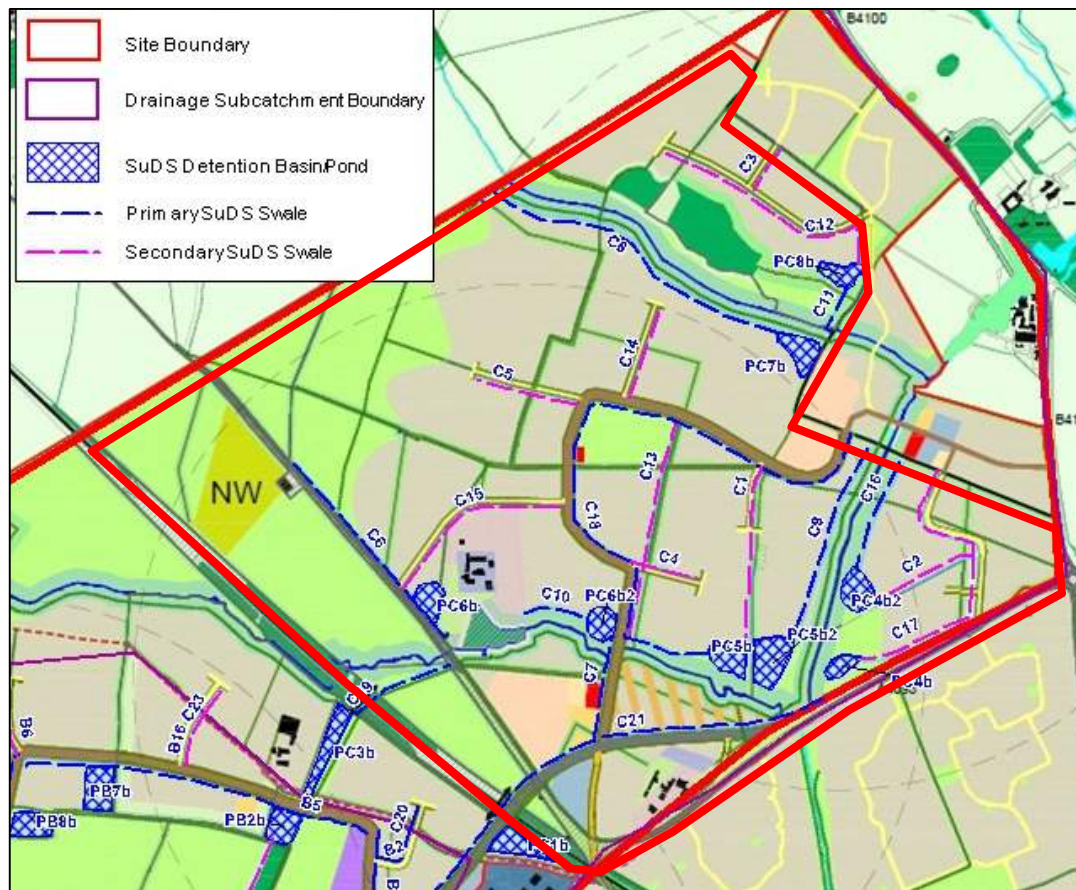 Site Boundary
Drainage Subcatchment Boundary
SuDS Detention Basin/Pond
Primary SuDS Swale
Secondary SuDS Swale
B4100
C3
C12
PC8b
C11
PC7b
C14
C5
C13
C1
C15
C18
C6
C4
C9
C16
C2
NW
PC6b
C10
PC6b2
PC4b2
C17
PC5b
PC5b2
PC4b
C7
C21
C23
B16
B6
PC3b
PB7b
B5
PB2b
PB8b
C20
B2